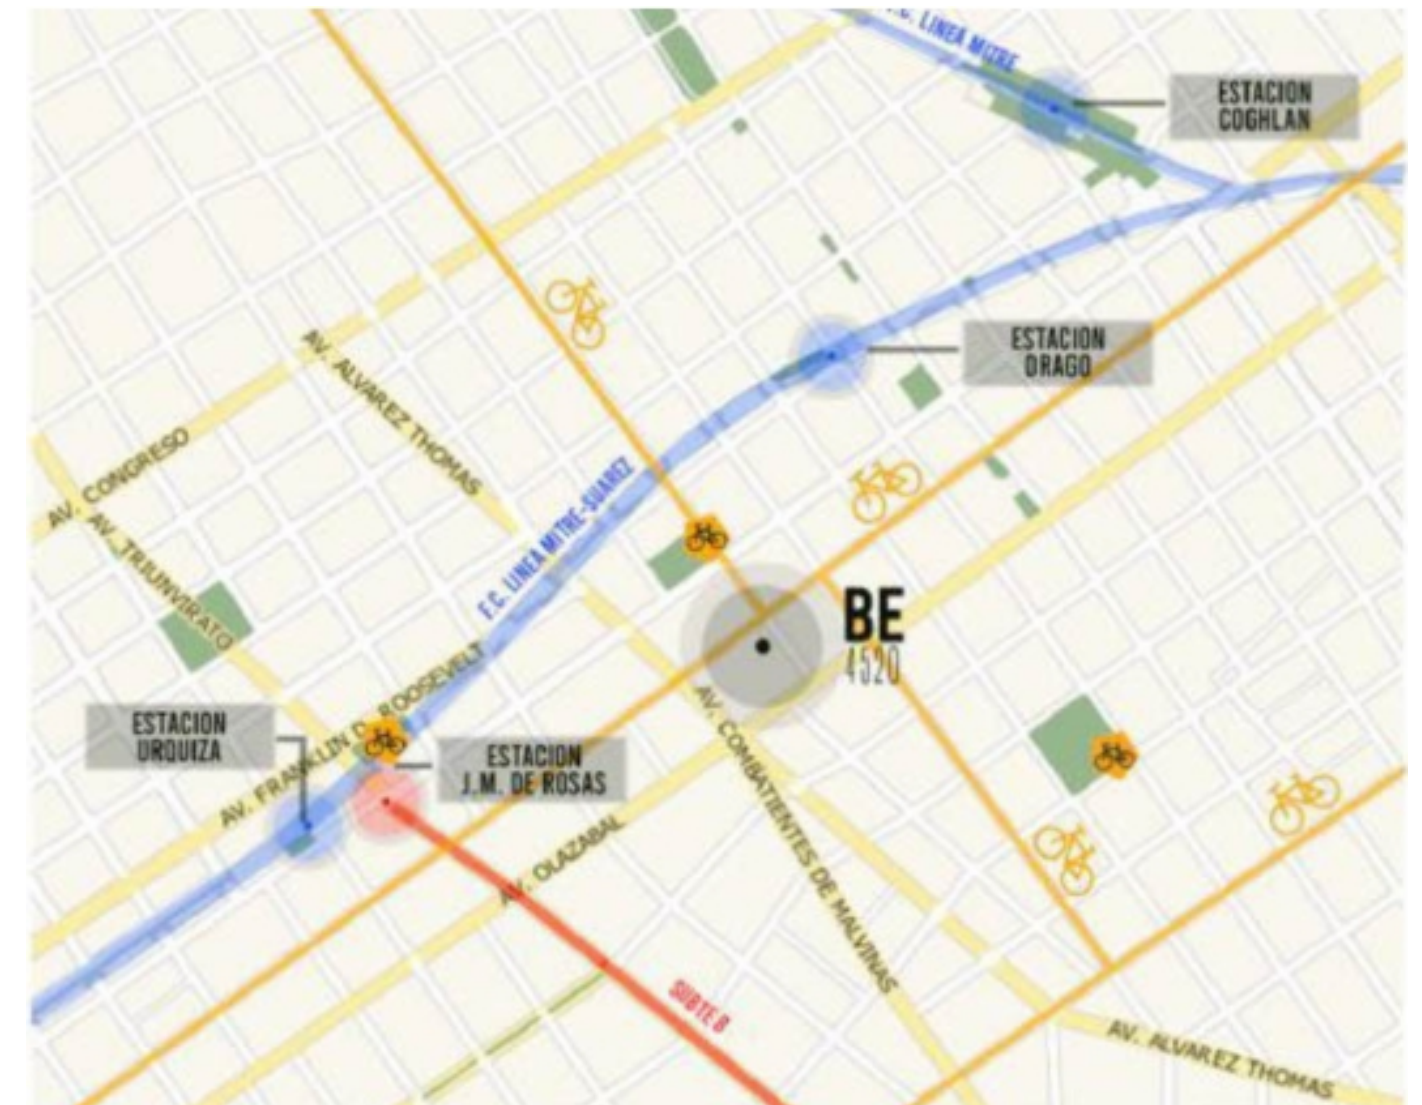 F.C. LINEA MITRE
ESTACION
COGHLAN
ESTACION
DRAGO
AV. ALVAREZ THOMAS
AV. CONGRESO
AV. TRIUNVIRATO
F.C. LINEA MITRE-SUAREZ
BE
4520
AV. FRANKLIN D. ROOSEVELT
ESTACION
URQUIZA
ESTACION
J.M. DE ROSAS
AV. COMBATIENTES DE MALVINAS
AV. OLAZABAL
SUBTE B
AV. ALVAREZ THOMAS